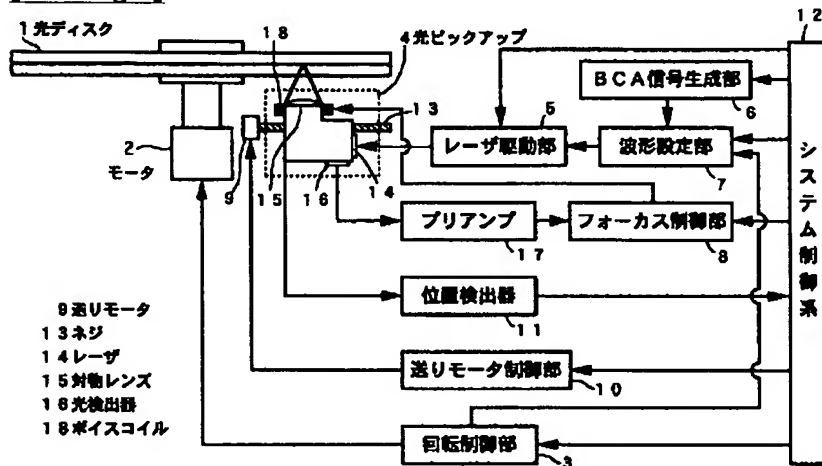 1光ディスク
18
4光ピックアップ
12
13
BCA信号生成部
6
5
レーザ駆動部
波形設定部
7
2
モータ
9
15
16
14
プリアンプ
17
フォーカス制御部
8
システム制御系
位置検出器
11
送りモータ制御部
10
回転制御部
3
9送りモータ
13ネジ
14レーザ
15対物レンズ
16光検出器
18ボイスコイル